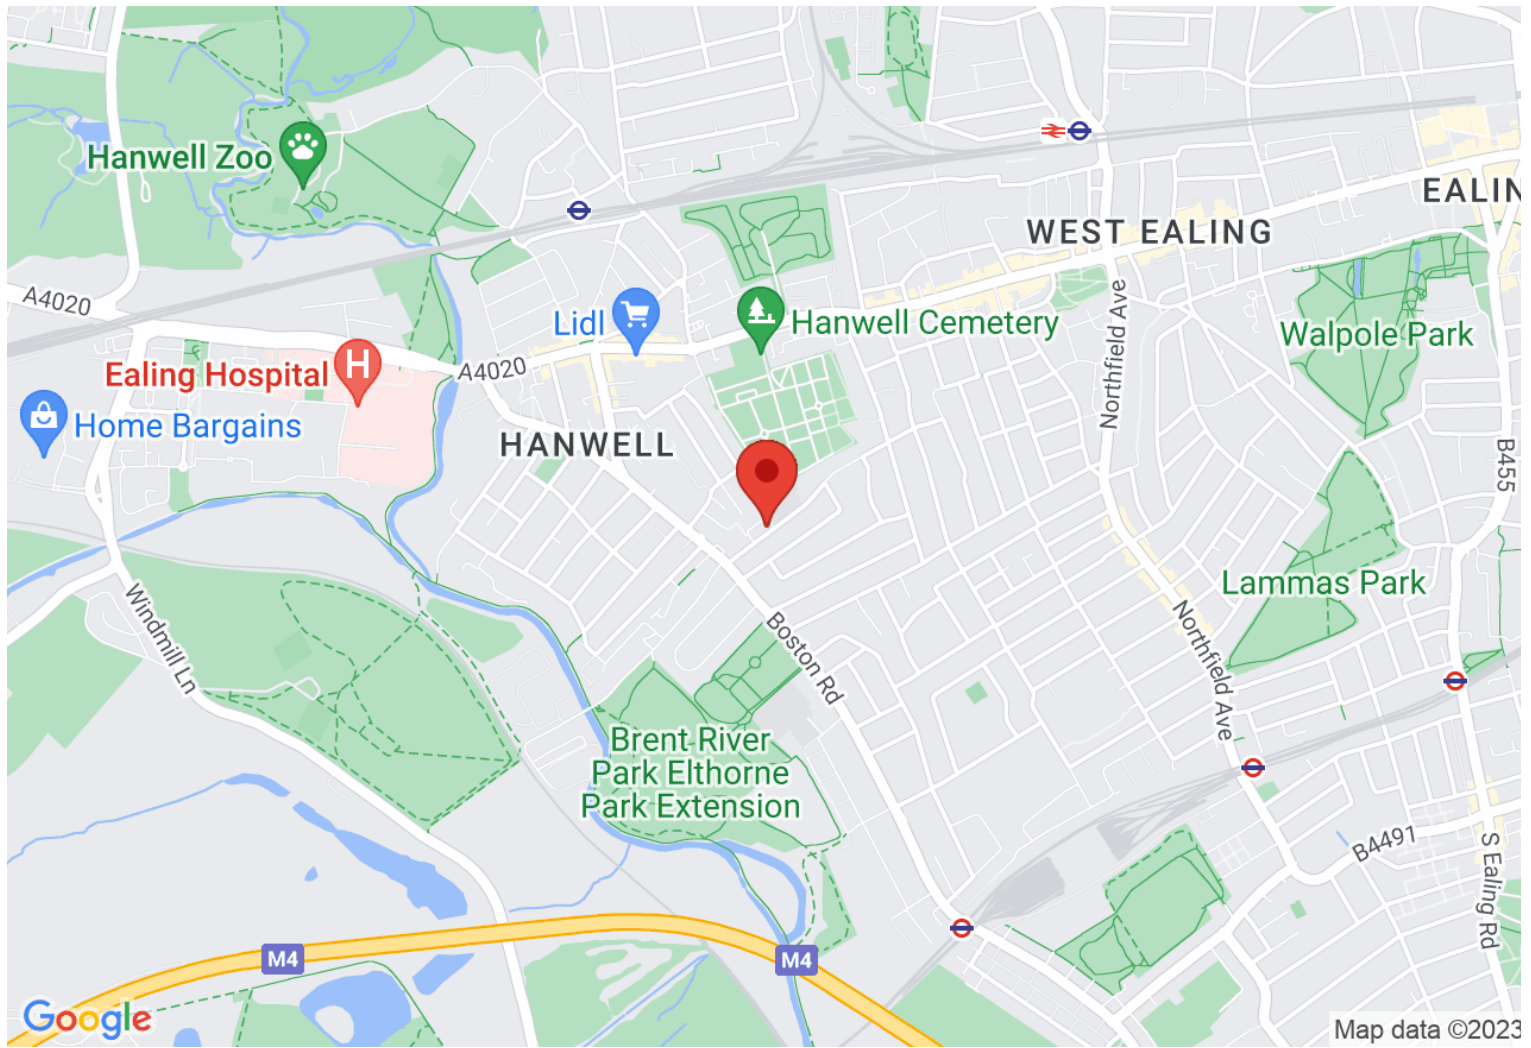 Hanwell Zoo
EALIN
WEST EALING
A4020
Lidl
Hanwell Cemetery
Northfield Ave
Walpole Park
Ealing Hospital
H
A4020
Home Bargains
HANWELL
B455
Lammas Park
Windmill Ln
Boston Rd
Northfield Ave
Brent River
Park Elthorne
Park Extension
B4491
S Ealing Rd
M4
M4
Google
Map data ©2023